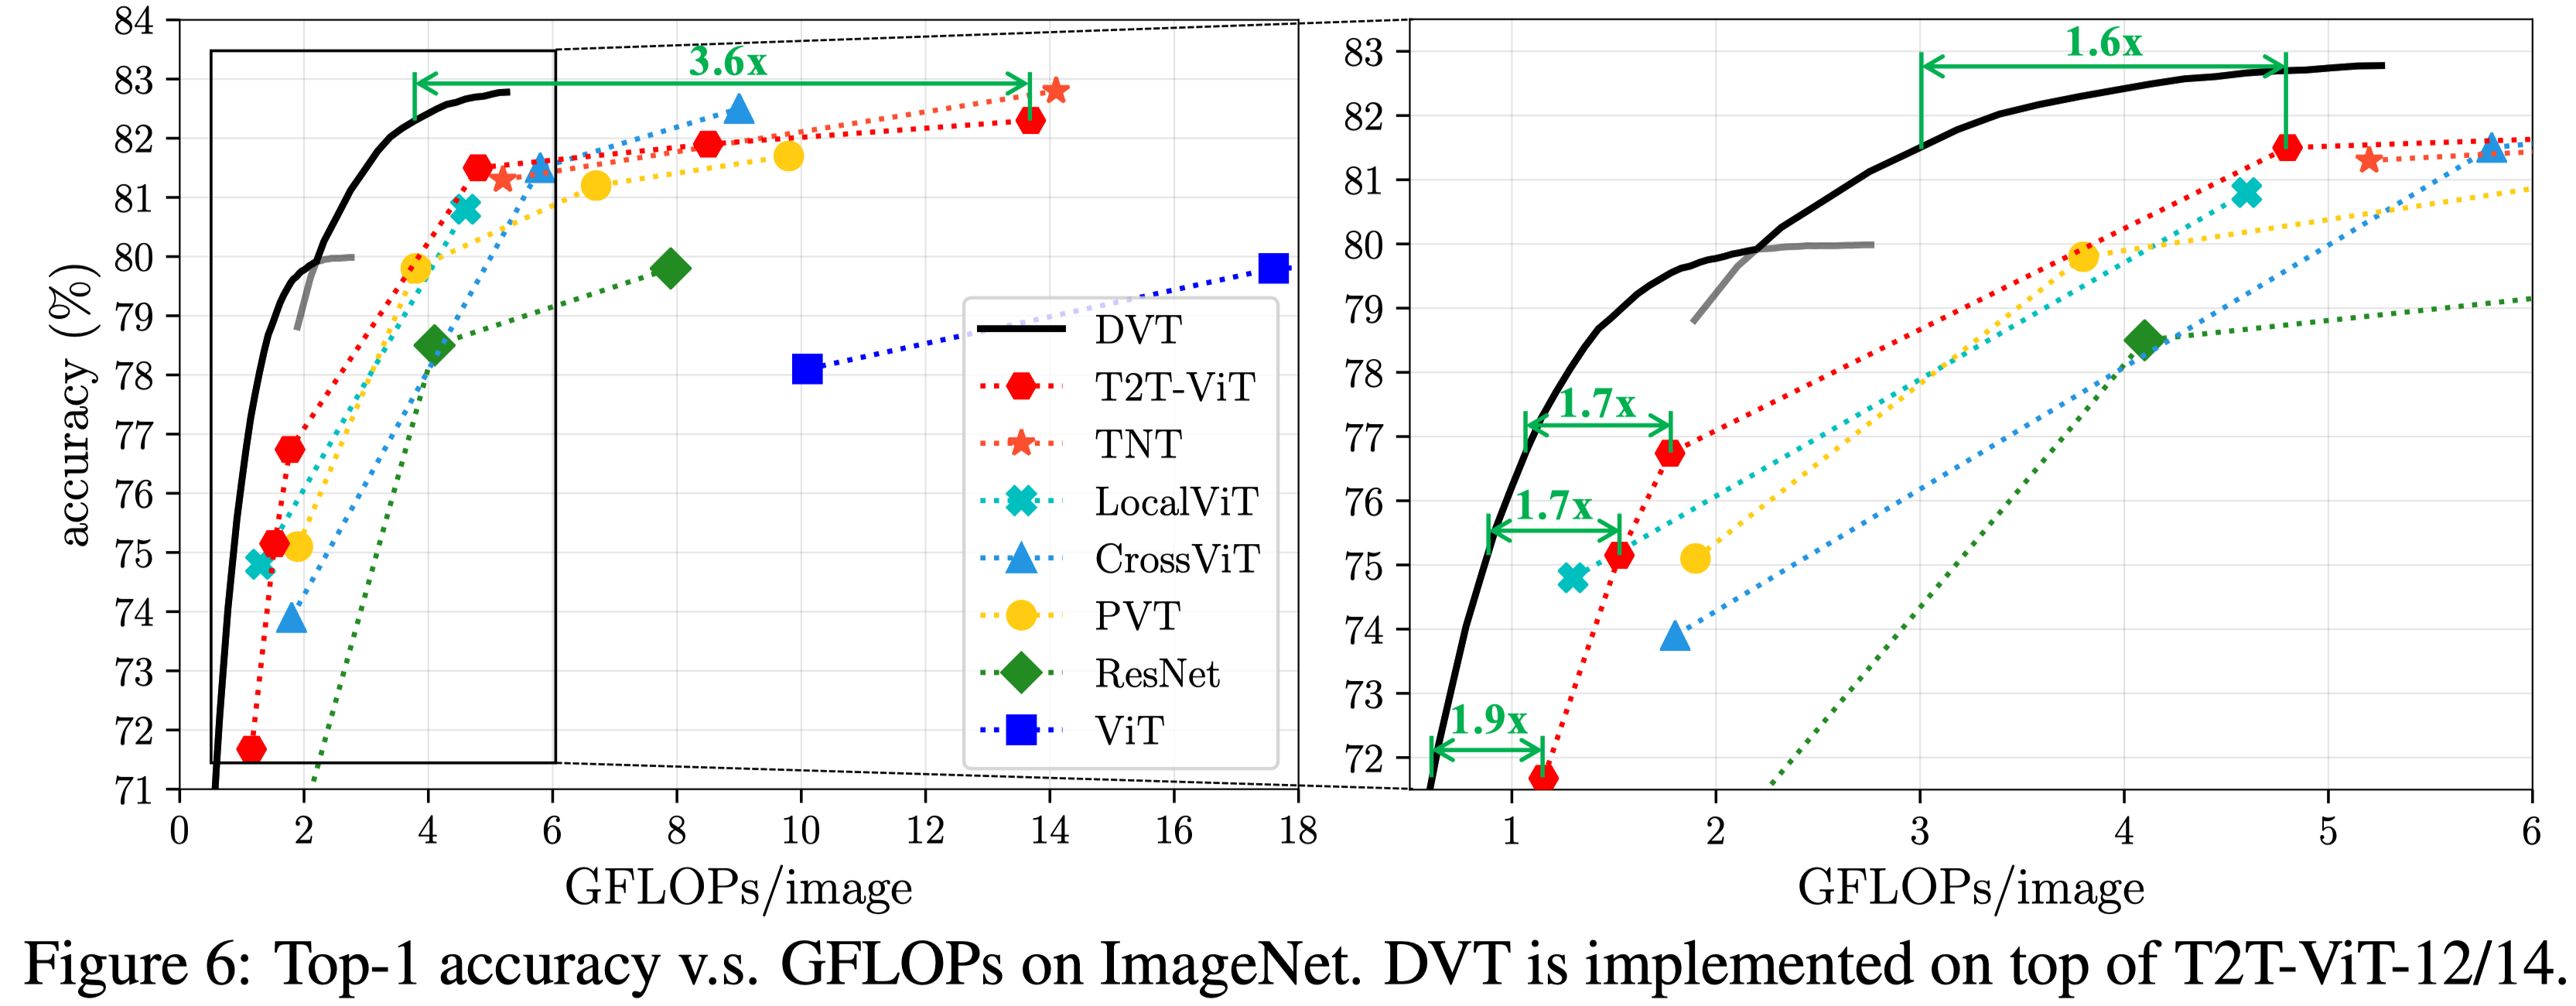 84
83
82
81
80
79
78
77
76
75
74
73
72
71
accuracy (%)
0 2 4 6 8 10 12 14 16 18
GFLOPs/image
3.6x
DVT
T2T-ViT
TNT
LocalViT
CrossViT
PVT
ResNet
ViT
83
82
81
80
79
78
77
76
75
74
73
72
1.6x
1.7x
1.7x
1.9x
1 2 3 4 5 6
GFLOPs/image
Figure 6: Top-1 accuracy v.s. GFLOPs on ImageNet. DVT is implemented on top of T2T-ViT-12/14.